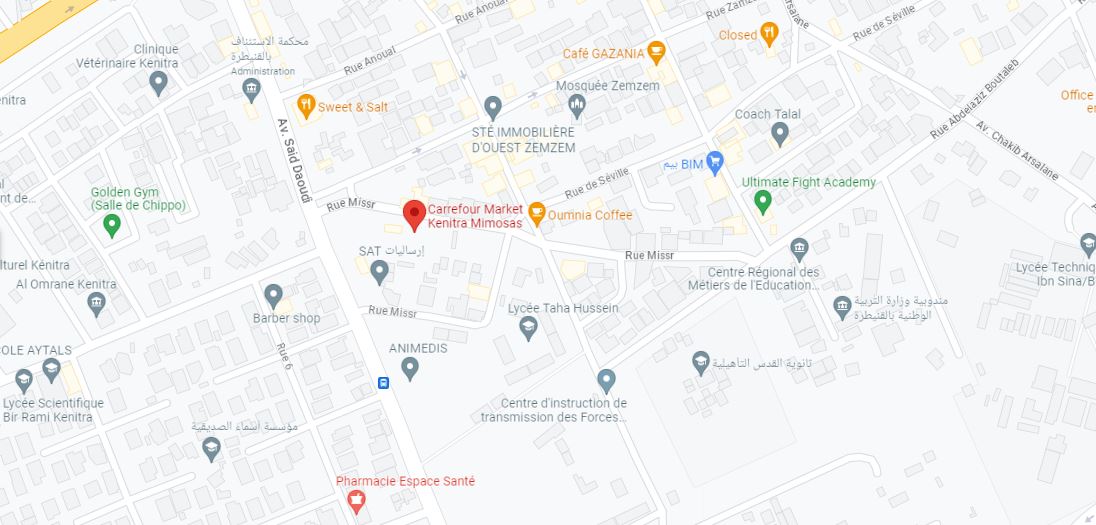 Rue Anoual
Rue Zamz
Arsalane
Rue de Séville
Closed
Café GAZANIA
محكمة الاستئناف
بالقنيطرة
Administration
Clinique
Vétérinaire Kenitra
Rue Anoual
Mosquée Zemzem
Office
Sweet & Salt
Coach Talal
Rue Abdelaziz Boutaleb
STÉ IMMOBILIÈRE
D'OUEST ZEMZEM
Av. Chakib Arsalane
Av. Said Daoudi
بيم BIM
Ultimate Fight Academy
Rue de Séville
Golden Gym
(Salle de Chippo)
Rue Missr
Carrefour Market
Kenitra Mimosas
Oumnia Coffee
SAT إرساليات
Rue Missr
Centre Régional des
Métiers de l'Education...
Lycée Techniq
Ibn Sina/B
lturel Kénitra
Al Omrane Kenitra
مندوبية وزارة التربية
الوطنية بالقنيطرة
Barber shop
Rue Missr
Lycée Taha Hussein
OLE AYTALS
Rue 6
ANIMEDIS
ثانوية القدس التأهيلية
Lycée Scientifique
Bir Rami Kenitra
Centre d'instruction de
transmission des Forces...
مؤسسة أسماء الصديقية
Pharmacie Espace Santé